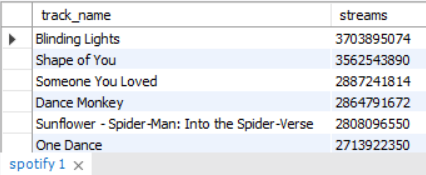 track_name streams
Blinding Lights 3703895074
Shape of You 3562543890
Someone You Loved 2887241814
Dance Monkey 2864791672
Sunflower - Spider-Man: Into the Spider-Verse 2808096550
One Dance 2713922350
spotify 1 ×